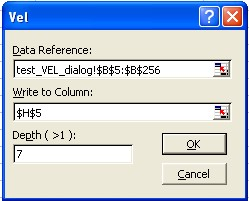 Vel
Data Reference:
test_VEL_dialog!$B$5:$B$256
Write to Column:
$H$5
Depth ( >1 ):
7
OK
Cancel